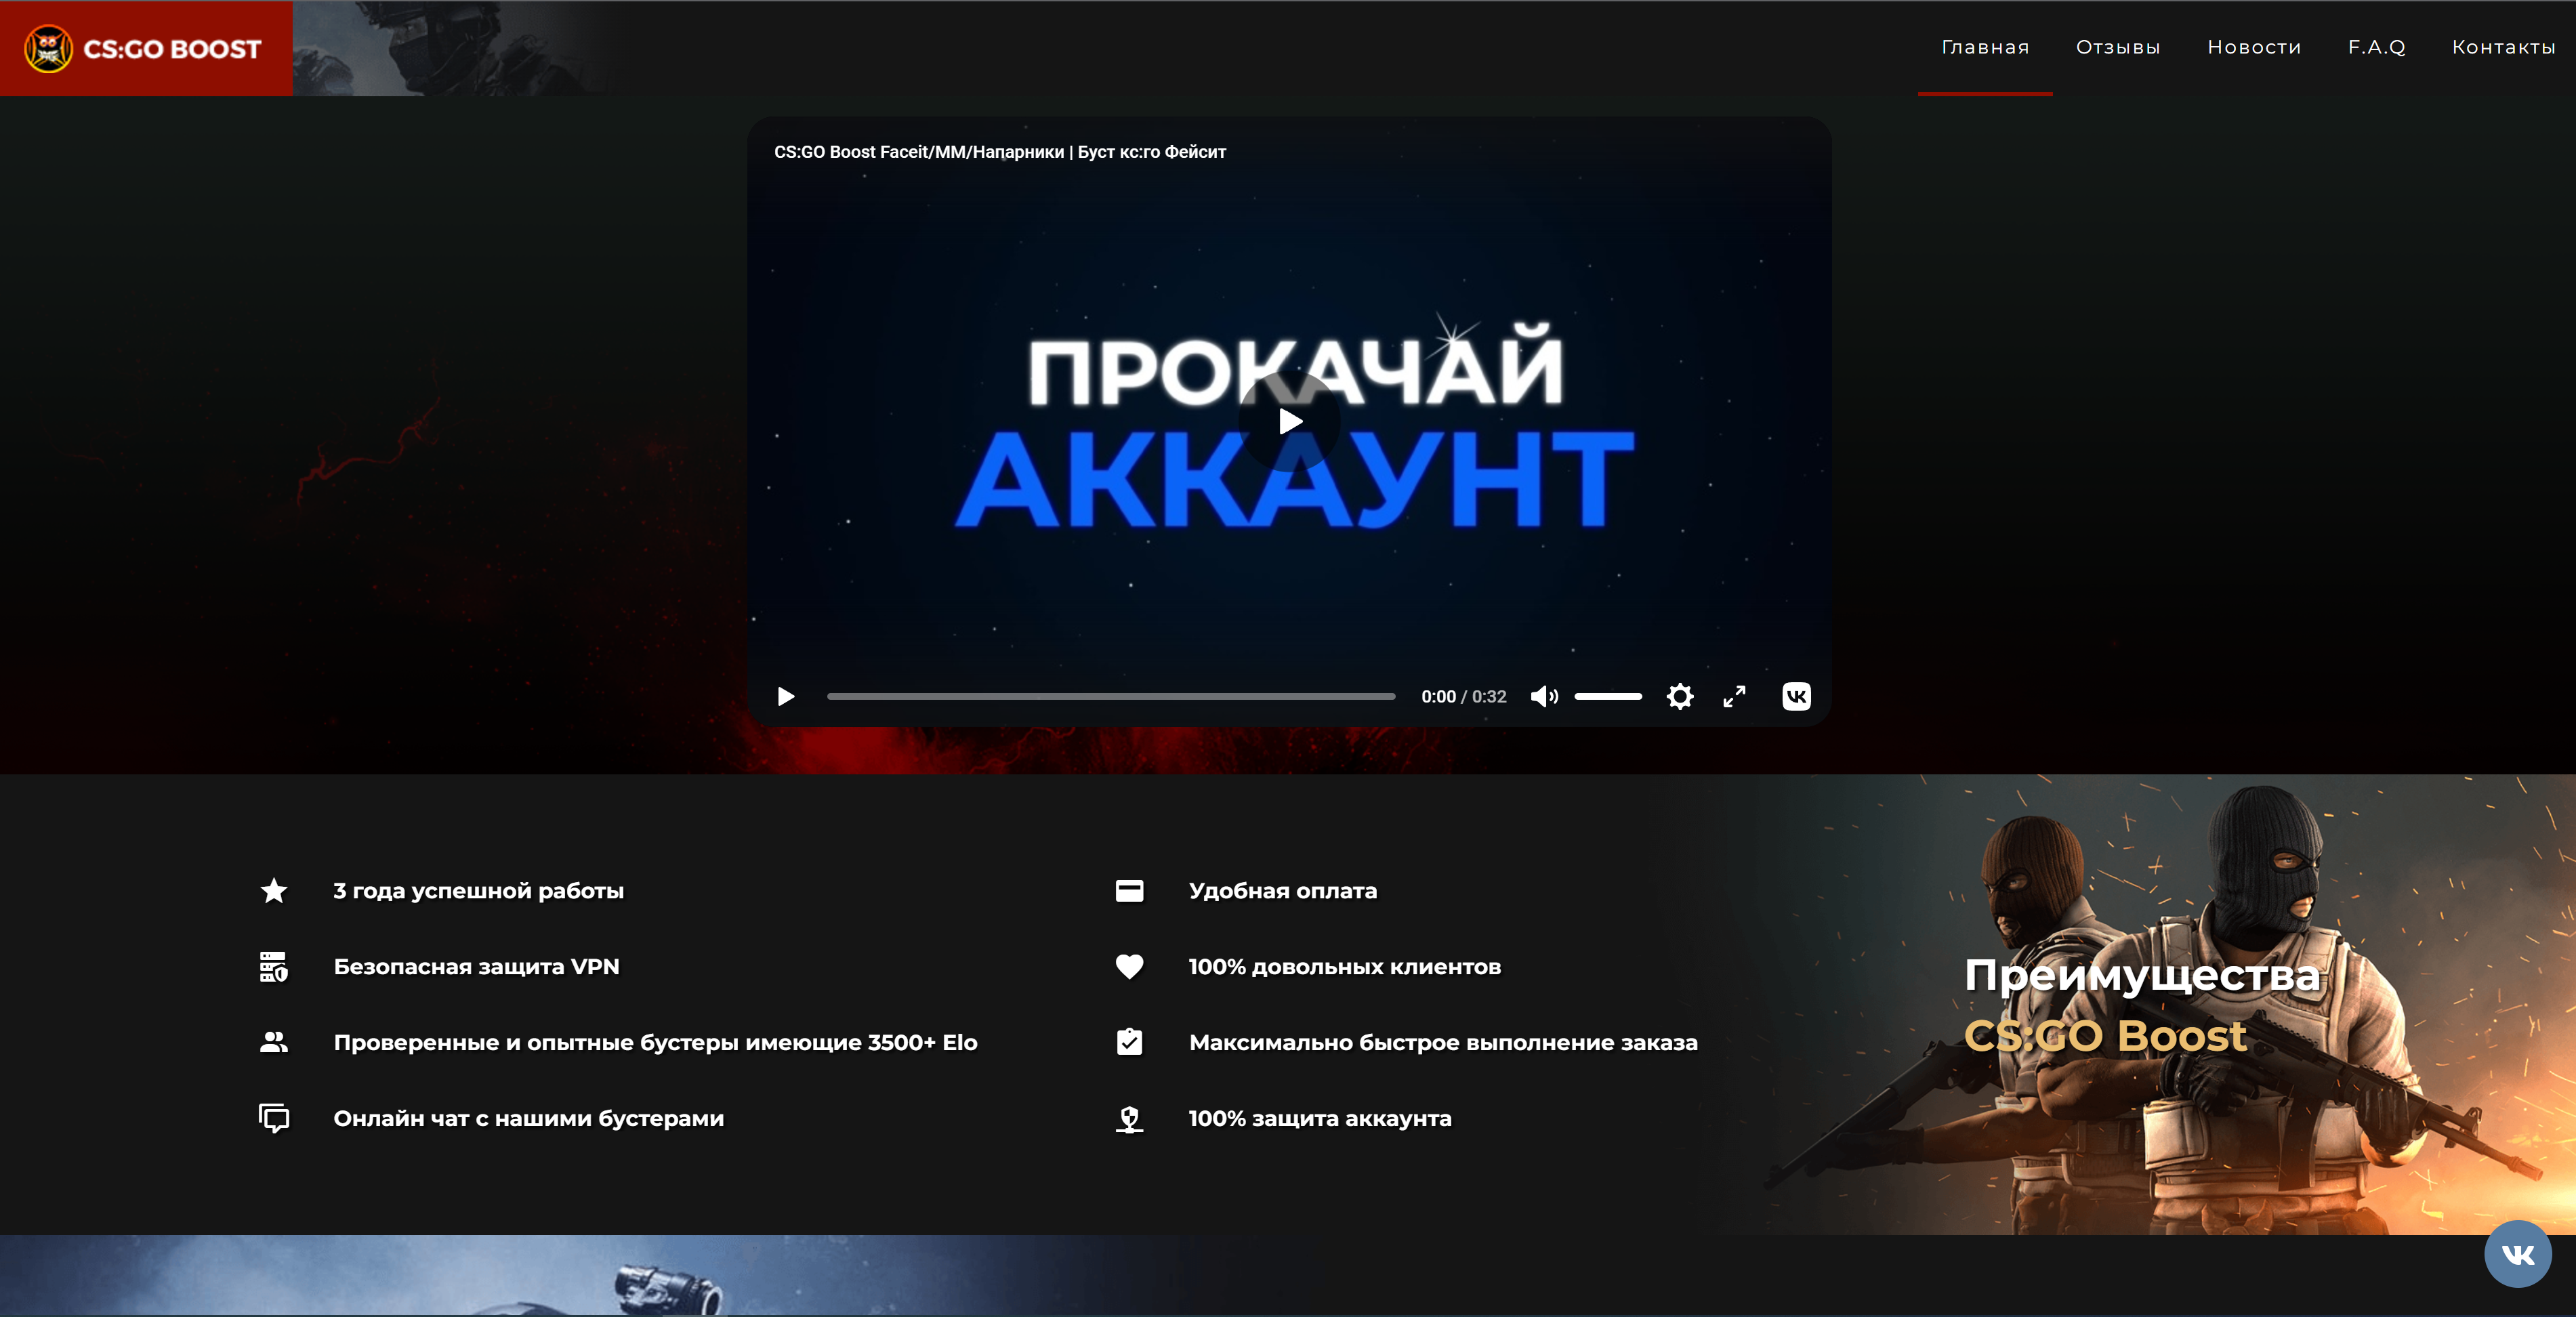 CS:GO BOOST
Главная
Отзывы
Новости
F.A.Q
Контакты
CS:GO Boost Faceit/MM/Напарники | Буст кс:го Фейсит
ПРОКАЧАЙ
АККАУНТ
0:00 / 0:32
3 года успешной работы
Безопасная защита VPN
Проверенные и опытные бустеры имеющие 3500+ Elo
Онлайн чат с нашими бустерами
Удобная оплата
100% довольных клиентов
Максимально быстрое выполнение заказа
100% защита аккаунта
Преимущества
CS:GO Boost